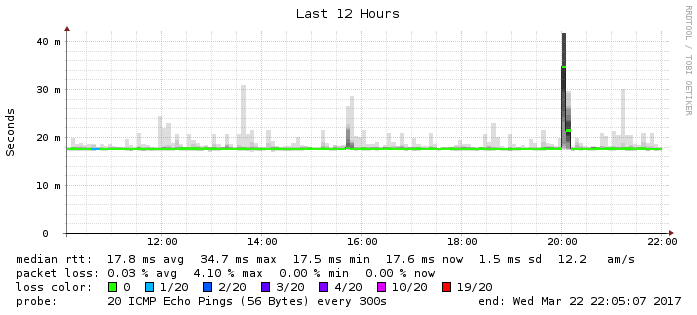 Last 12 Hours
RRDTOOL / TOBI OETIKER
Seconds
40 m
30 m
20 m
10 m
0
12:00 14:00 16:00 18:00 20:00 22:00
median rtt: 17.8 ms avg 34.7 ms max 17.5 ms min 17.6 ms now 1.5 ms sd 12.2 am/s
packet loss: 0.03 % avg 4.10 % max 0.00 % min 0.00 % now
loss color: 0 1/20 2/20 3/20 4/20 10/20 19/20
probe: 20 ICMP Echo Pings (56 Bytes) every 300s end: Wed Mar 22 22:05:07 2017